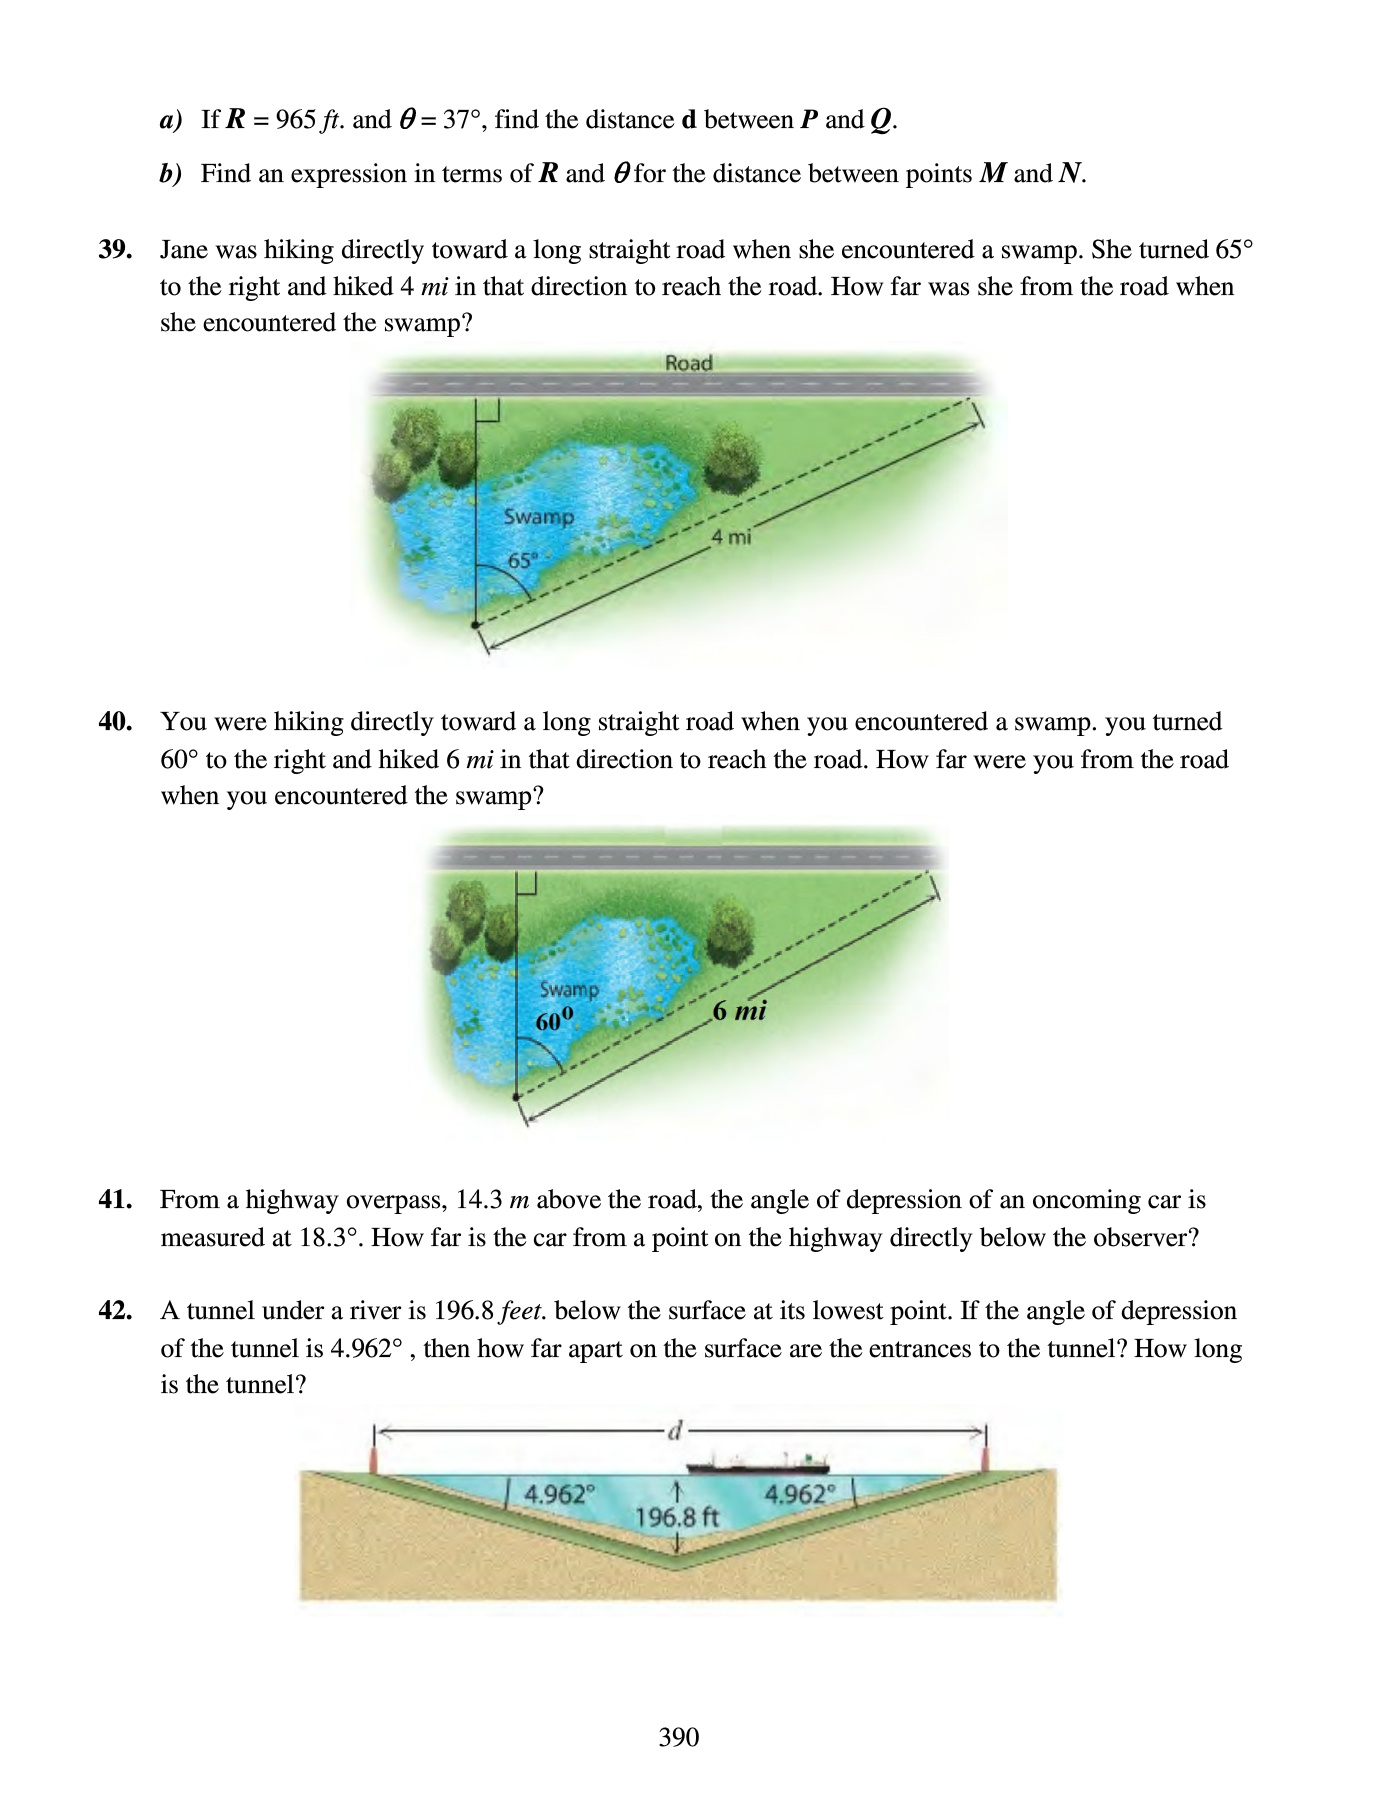 a) If R = 965 ft. and θ = 37°, find the distance d between P and Q.
b) Find an expression in terms of R and θ for the distance between points M and N.
39. Jane was hiking directly toward a long straight road when she encountered a swamp. She turned 65°
to the right and hiked 4 mi in that direction to reach the road. How far was she from the road when
she encountered the swamp?
Road
Swamp
65°
4 mi
40. You were hiking directly toward a long straight road when you encountered a swamp. you turned
60° to the right and hiked 6 mi in that direction to reach the road. How far were you from the road
when you encountered the swamp?
Swamp
60⁰
6 mi
41. From a highway overpass, 14.3 m above the road, the angle of depression of an oncoming car is
measured at 18.3°. How far is the car from a point on the highway directly below the observer?
42. A tunnel under a river is 196.8 feet. below the surface at its lowest point. If the angle of depression
of the tunnel is 4.962° , then how far apart on the surface are the entrances to the tunnel? How long
is the tunnel?
d
4.962° 4.962°
196.8 ft
390